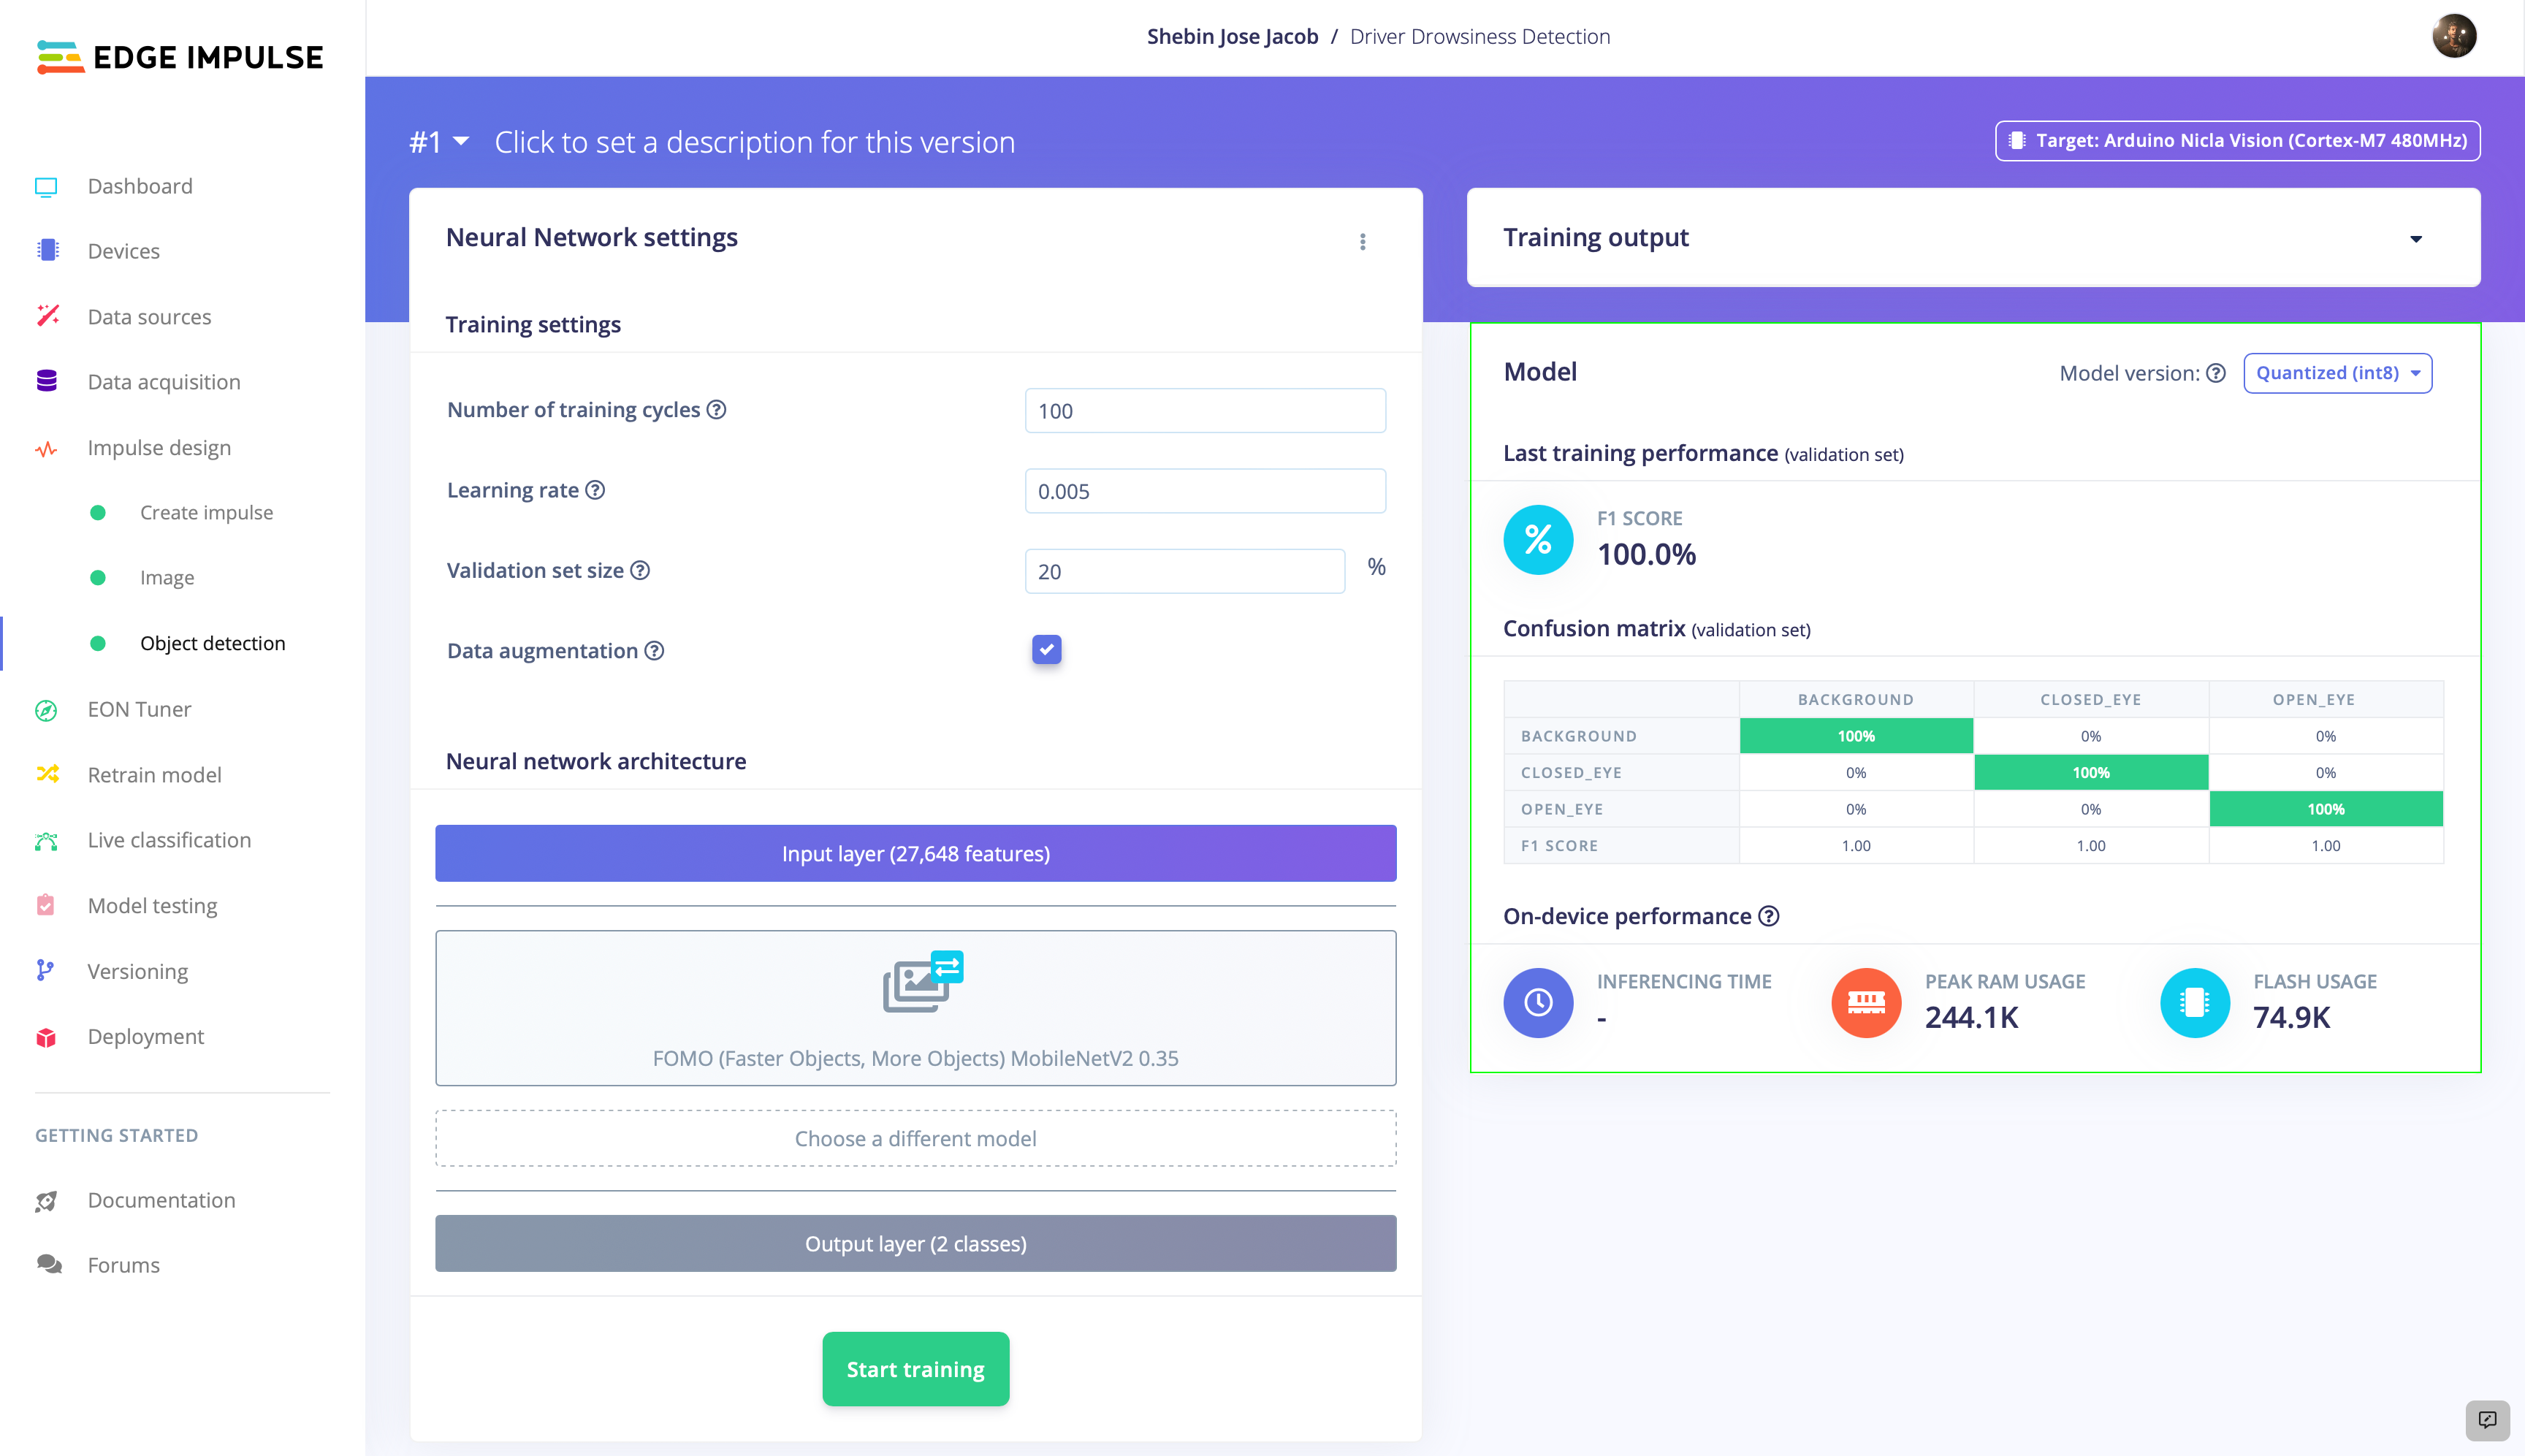 EDGE IMPULSE
Shebin Jose Jacob / Driver Drowsiness Detection
Dashboard
Devices
Data sources
Data acquisition
Impulse design
Create impulse
Image
Object detection
EON Tuner
Retrain model
Live classification
Model testing
Versioning
Deployment
GETTING STARTED
Documentation
Forums
#1 Click to set a description for this version
Target: Arduino Nicla Vision (Cortex-M7 480MHz)
Neural Network settings
Training settings
Number of training cycles ? 100
Learning rate ? 0.005
Validation set size ? 20 %
Data augmentation ?
Neural network architecture
Input layer (27,648 features)
FOMO (Faster Objects, More Objects) MobileNetV2 0.35
Choose a different model
Output layer (2 classes)
Start training
Training output
Model
Model version: ? Quantized (int8)
Last training performance (validation set)
%
F1 SCORE
100.0%
Confusion matrix (validation set)
BACKGROUND CLOSED_EYE OPEN_EYE
BACKGROUND 100% 0% 0%
CLOSED_EYE 0% 100% 0%
OPEN_EYE 0% 0% 100%
F1 SCORE 1.00 1.00 1.00
On-device performance ?
INFERENCING TIME
-
PEAK RAM USAGE
244.1K
FLASH USAGE
74.9K